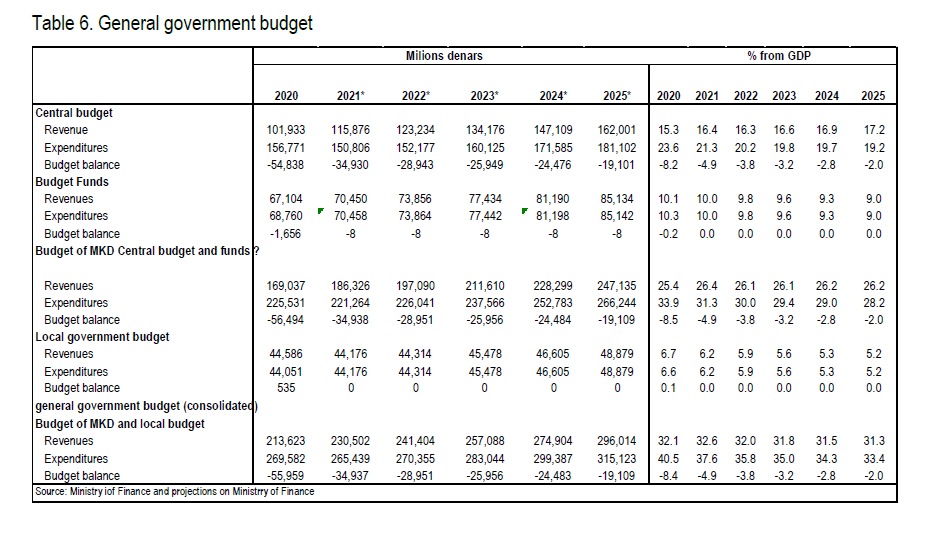 Table 6. General government budget
Milions denars % from GDP
2020 2021* 2022* 2023* 2024* 2025* 2020 2021 2022 2023 2024 2025
Central budget
Revenue 101,933 115,876 123,234 134,176 147,109 162,001 15.3 16.4 16.3 16.6 16.9 17.2
Expenditures 156,771 150,806 152,177 160,125 171,585 181,102 23.6 21.3 20.2 19.8 19.7 19.2
Budget balance -54,838 -34,930 -28,943 -25,949 -24,476 -19,101 -8.2 -4.9 -3.8 -3.2 -2.8 -2.0
Budget Funds
Revenues 67,104 70,450 73,856 77,434 81,190 85,134 10.1 10.0 9.8 9.6 9.3 9.0
Expenditures 68,760 70,458 73,864 77,442 81,198 85,142 10.3 10.0 9.8 9.6 9.3 9.0
Budget balance -1,656 -8 -8 -8 -8 -8 -0.2 0.0 0.0 0.0 0.0 0.0
Budget of MKD Central budget and funds ?
Revenues 169,037 186,326 197,090 211,610 228,299 247,135 25.4 26.4 26.1 26.1 26.2 26.2
Expenditures 225,531 221,264 226,041 237,566 252,783 266,244 33.9 31.3 30.0 29.4 29.0 28.2
Budget balance -56,494 -34,938 -28,951 -25,956 -24,484 -19,109 -8.5 -4.9 -3.8 -3.2 -2.8 -2.0
Local government budget
Revenues 44,586 44,176 44,314 45,478 46,605 48,879 6.7 6.2 5.9 5.6 5.3 5.2
Expenditures 44,051 44,176 44,314 45,478 46,605 48,879 6.6 6.2 5.9 5.6 5.3 5.2
Budget balance 535 0 0 0 0 0 0.1 0.0 0.0 0.0 0.0 0.0
general government budget (consolidated)
Budget of MKD and local budget
Revenues 213,623 230,502 241,404 257,088 274,904 296,014 32.1 32.6 32.0 31.8 31.5 31.3
Expenditures 269,582 265,439 270,355 283,044 299,387 315,123 40.5 37.6 35.8 35.0 34.3 33.4
Budget balance -55,959 -34,937 -28,951 -25,956 -24,483 -19,109 -8.4 -4.9 -3.8 -3.2 -2.8 -2.0
Source: Ministry iof Finance and projections on Ministrry of Finance